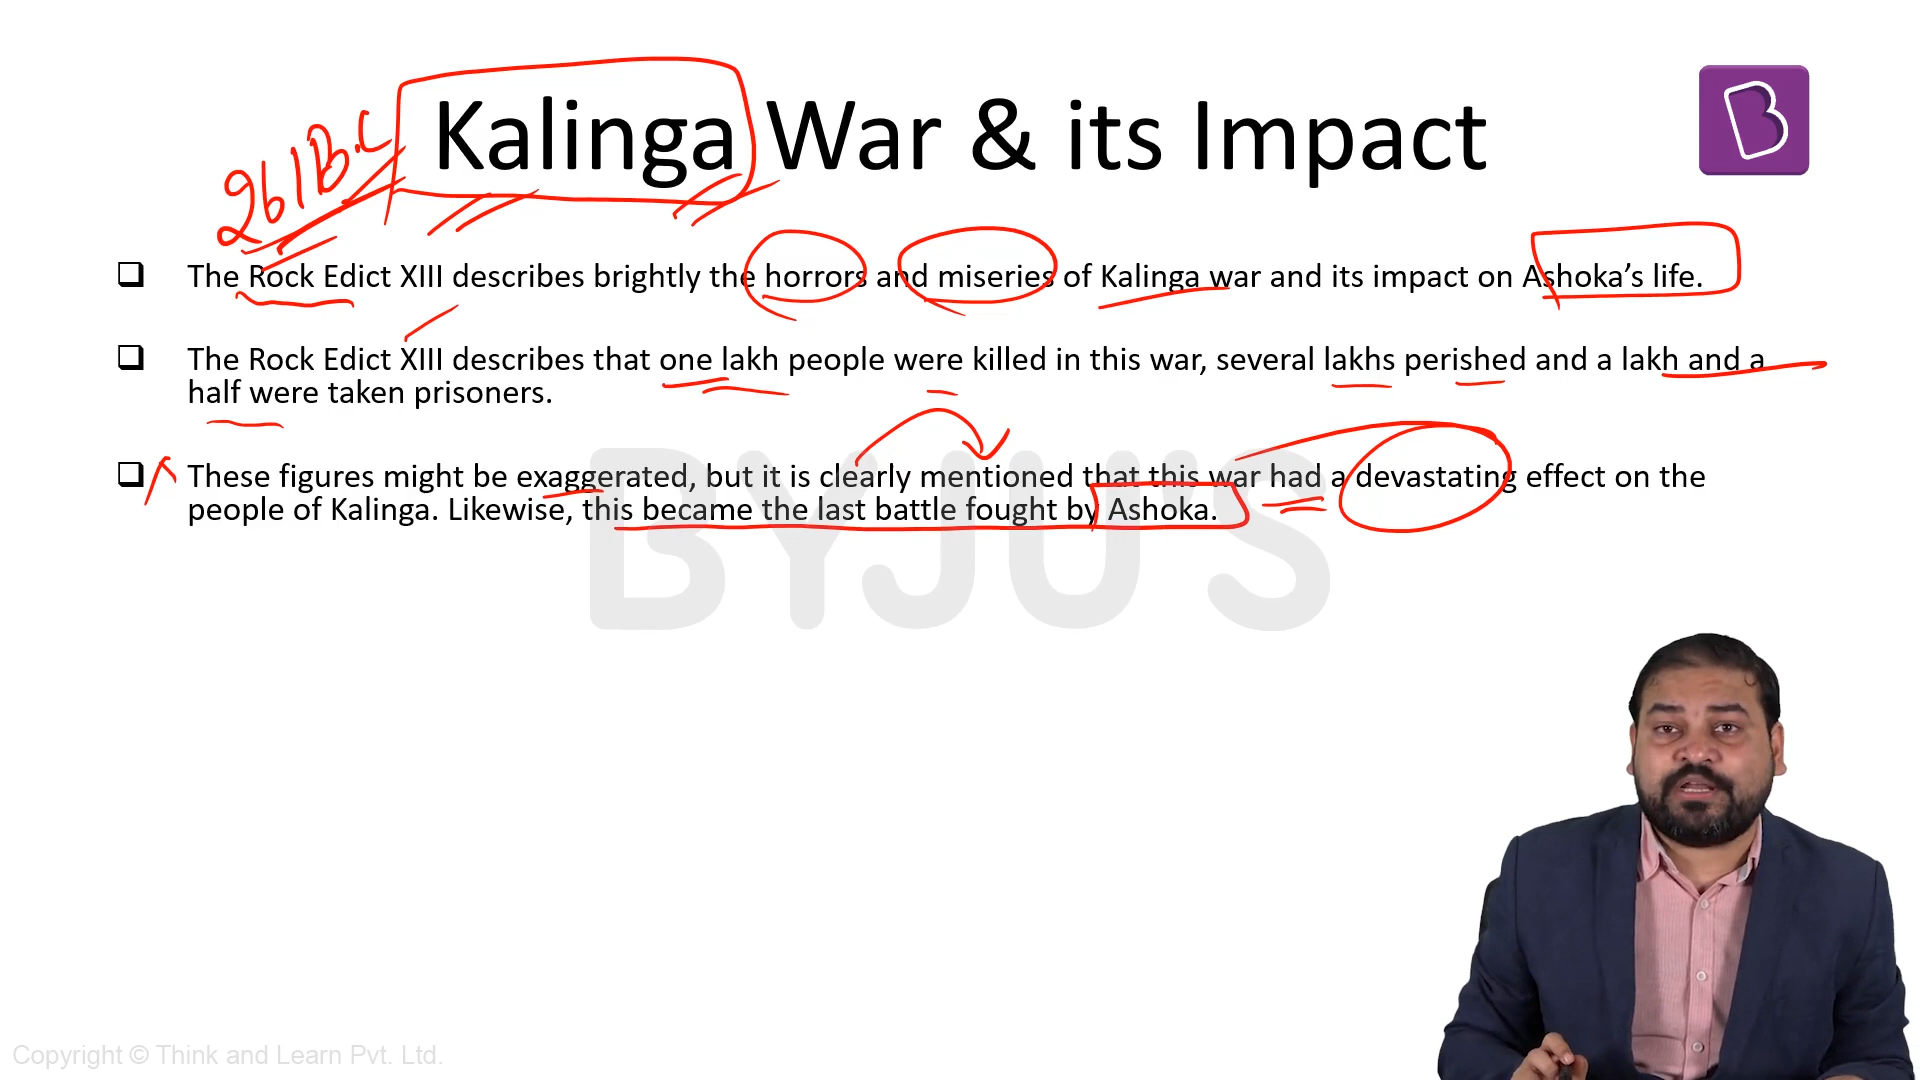 261 B.C
Kalinga War & its Impact
The Rock Edict XIII describes brightly the horrors and miseries of Kalinga war and its impact on Ashoka’s life.
The Rock Edict XIII describes that one lakh people were killed in this war, several lakhs perished and a lakh and a
half were taken prisoners.
These figures might be exaggerated, but it is clearly mentioned that this war had a devastating effect on the
people of Kalinga. Likewise, this became the last battle fought by Ashoka.
BYJU'S
Copyright © Think and Learn Pvt. Ltd.